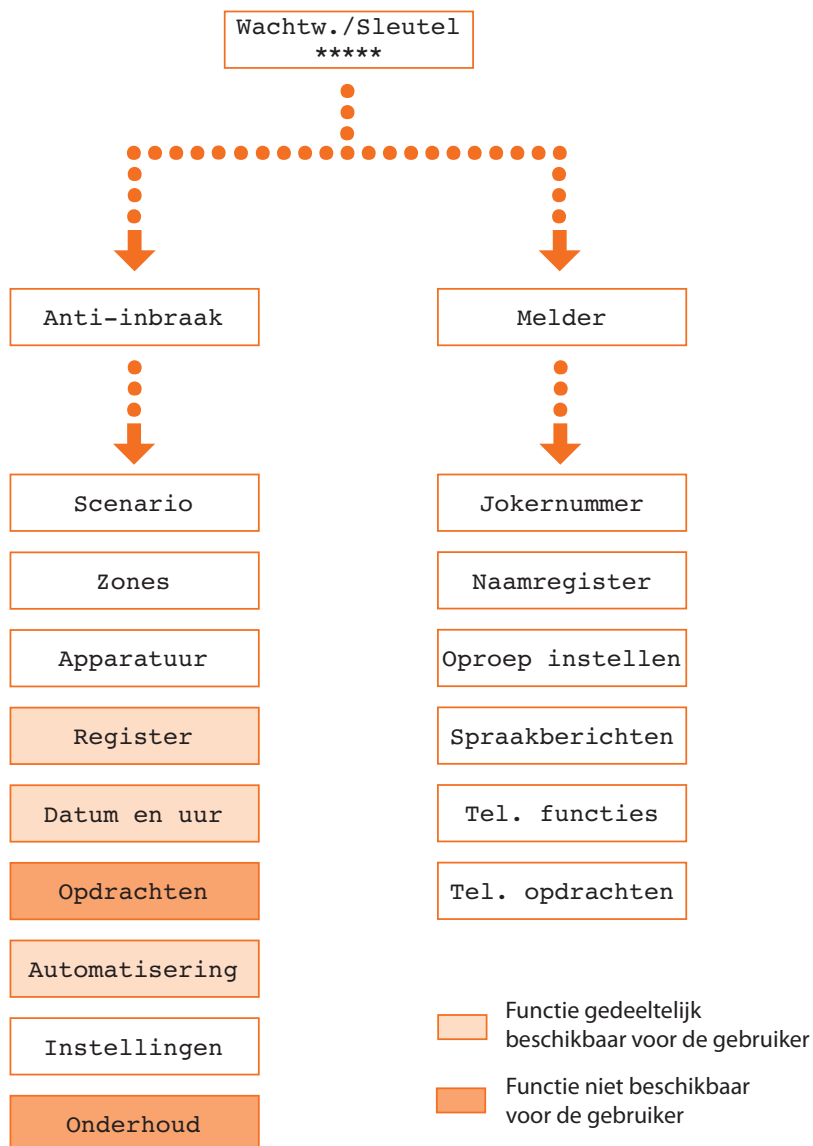 Wachtw./Sleutel
*****
Anti-inbraak
Melder
Scenario
Zones
Apparatuur
Register
Datum en uur
Opdrachten
Automatisering
Instellingen
Onderhoud
Jokernummer
Naamregister
Oproep instellen
Spraakberichten
Tel. functies
Tel. opdrachten
Functie gedeeltelijk
beschikbaar voor de gebruiker
Functie niet beschikbaar
voor de gebruiker